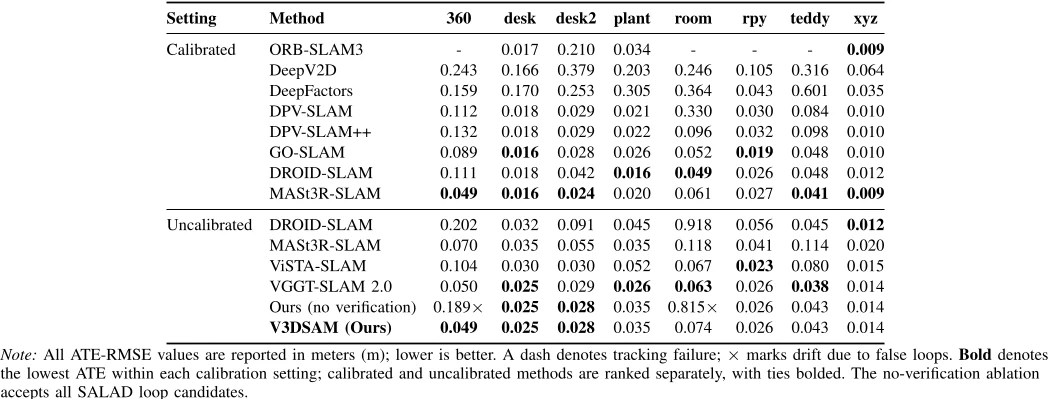 Setting Method 360 desk desk2 plant room rpy teddy xyz
Calibrated ORB-SLAM3 - 0.017 0.210 0.034 - - - 0.009
DeepV2D 0.243 0.166 0.379 0.203 0.246 0.105 0.316 0.064
DeepFactors 0.159 0.170 0.253 0.305 0.364 0.043 0.601 0.035
DPV-SLAM 0.112 0.018 0.029 0.021 0.330 0.030 0.084 0.010
DPV-SLAM++ 0.132 0.018 0.029 0.022 0.096 0.032 0.098 0.010
GO-SLAM 0.089 0.016 0.028 0.026 0.052 0.019 0.048 0.010
DROID-SLAM 0.111 0.018 0.042 0.016 0.049 0.026 0.048 0.012
MASt3R-SLAM 0.049 0.016 0.024 0.020 0.061 0.027 0.041 0.009
Uncalibrated DROID-SLAM 0.202 0.032 0.091 0.045 0.918 0.056 0.045 0.012
MASt3R-SLAM 0.070 0.035 0.055 0.035 0.118 0.041 0.114 0.020
ViSTA-SLAM 0.104 0.030 0.030 0.052 0.067 0.023 0.080 0.015
VGGT-SLAM 2.0 0.050 0.025 0.029 0.026 0.063 0.026 0.038 0.014
Ours (no verification) 0.189× 0.025 0.028 0.035 0.815× 0.026 0.043 0.014
V3DSAM (Ours) 0.049 0.025 0.028 0.035 0.074 0.026 0.043 0.014
Note: All ATE-RMSE values are reported in meters (m); lower is better. A dash denotes tracking failure; × marks drift due to false loops. Bold denotes
the lowest ATE within each calibration setting; calibrated and uncalibrated methods are ranked separately, with ties bolded. The no-verification ablation
accepts all SALAD loop candidates.